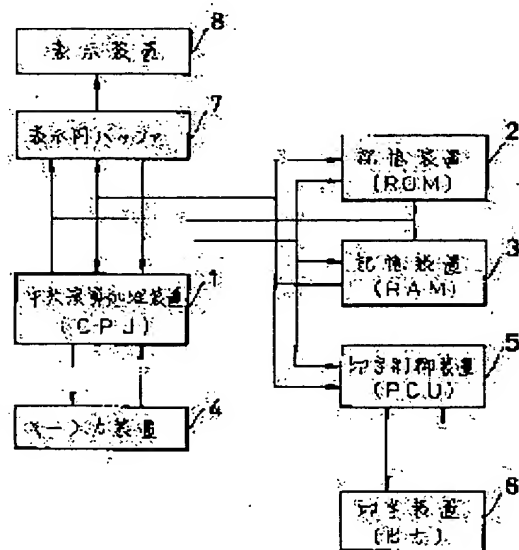 8
表示装置
7
表示用バッファ
2
記憶装置
(ROM)
3
記憶装置
(RAM)
1
中央演算処理装置
(CPU)
5
印字制御装置
(PCU)
4
キー入力装置
6
印字装置